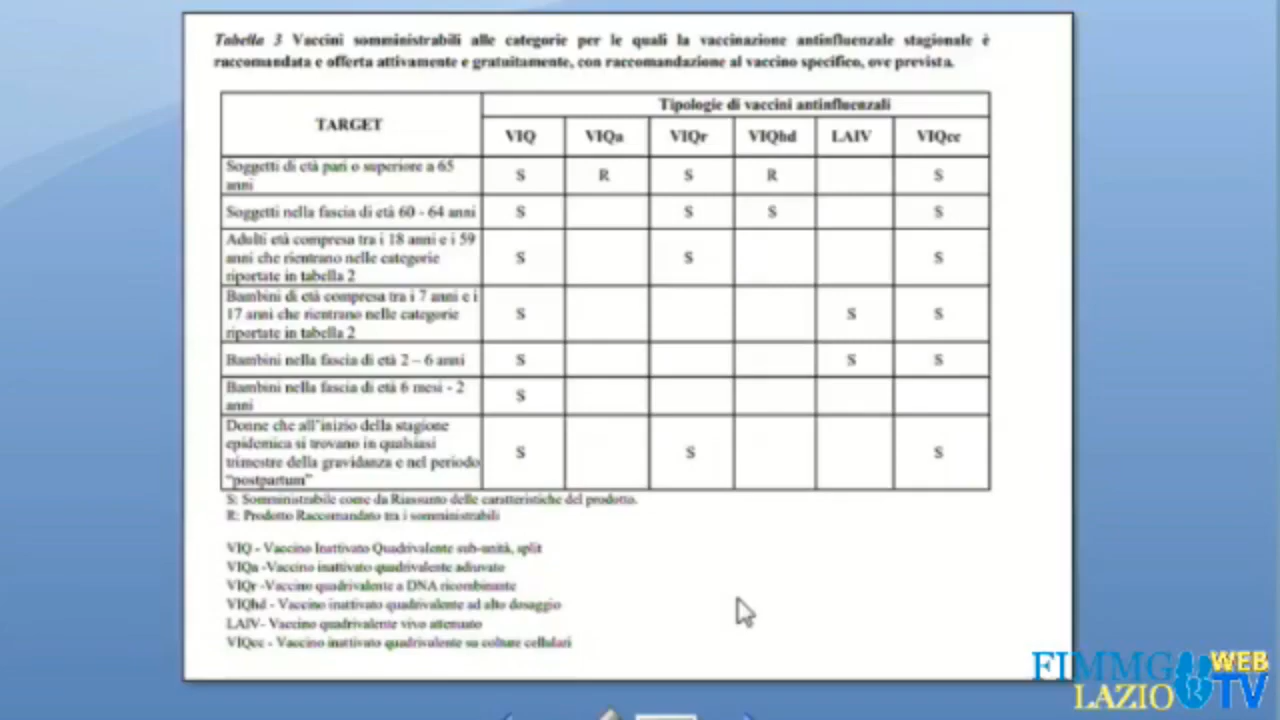 Tabella 3 Vaccini somministrabili alle categorie per le quali la vaccinazione antinfluenzale stagionale è
raccomandata e offerta attivamente e gratuitamente, con raccomandazione al vaccino specifico, ove prevista.
TARGET
Tipologie di vaccini antinfluenzali
VIQ VIQa VIQr VIQhd LAIV VIQcc
Soggetti di età pari o superiore a 65
anni
S R S R S
Soggetti nella fascia di età 60 - 64 anni S S S S
Adulti età compresa tra i 18 anni e i 59
anni che rientrano nelle categorie
riportate in tabella 2
S S S
Bambini di età compresa tra i 7 anni e i
17 anni che rientrano nelle categorie
riportate in tabella 2
S S S
Bambini nella fascia di età 2 – 6 anni S S S
Bambini nella fascia di età 6 mesi - 2
anni
S
Donne che all'inizio della stagione
epidemica si trovano in qualsiasi
trimestre della gravidanza e nel periodo
"postpartum"
S S S
S: Somministrabile come da Riassunto delle caratteristiche del prodotto.
R: Prodotto Raccomandato tra i somministrabili
VIQ - Vaccino Inattivato Quadrivalente sub-unità, split
VIQa -Vaccino inattivato quadrivalente adiuvato
VIQr -Vaccino quadrivalente a DNA ricombinante
VIQhd - Vaccino inattivato quadrivalente ad alto dosaggio
LAIV- Vaccino quadrivalente vivo attenuato
VIQcc - Vaccino inattivato quadrivalente su colture cellulari
FIMMG WEB
LAZIO TV